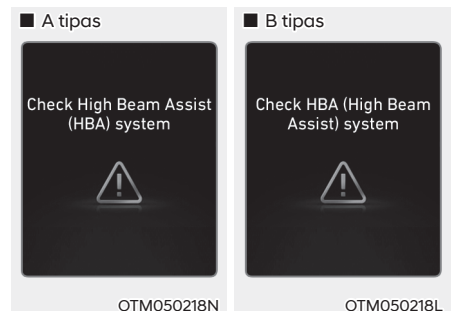 ■ A tipas
Check High Beam Assist
(HBA) system
OTM050218N
■ B tipas
Check HBA (High Beam
Assist) system
OTM050218L